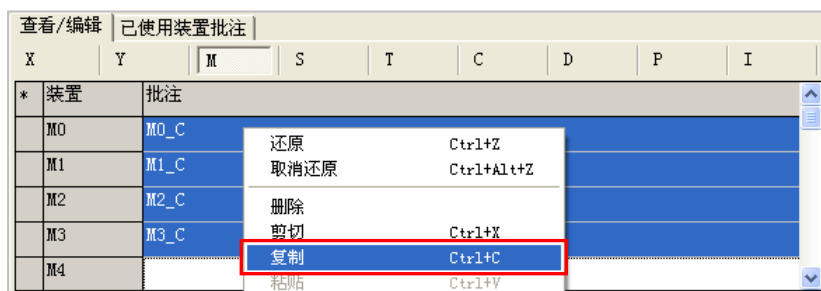 查看/编辑 已使用装置批注
X Y M S T C D P I
* 装置 批注
M0 M0_C
M1 M1_C
M2 M2_C
M3 M3_C
M4
还原 Ctrl+Z
取消还原 Ctrl+Alt+Z
删除
剪切 Ctrl+X
复制 Ctrl+C
粘贴 Ctrl+V